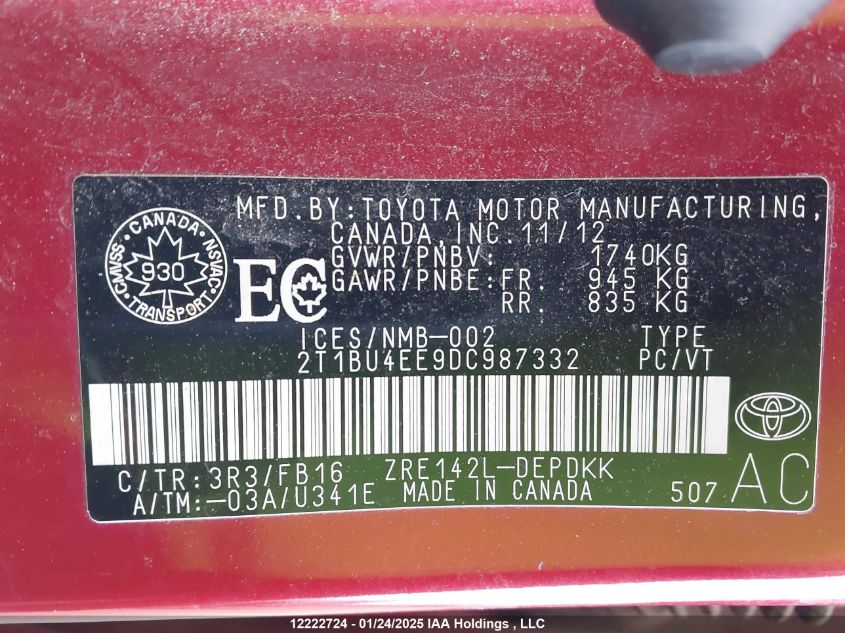 MFD.BY:TOYOTA MOTOR MANUFACTURING,
CANADA,INC.11/12
GVWR/PNBV: 1740KG
GAWR/PNBE:FR. 945 KG
RR. 835 KG
CANADA
CMVSS 930 NSVAC
TRANSPORT
EC
ICES/NMB-002 TYPE
2T1BU4EE9DC987332 PC/VT
C/TR:3R3/FB16 ZRE142L-DEPDKK
A/TM:-03A/U341E MADE IN CANADA 507 AC
12222724 - 01/24/2025 IAA Holdings , LLC